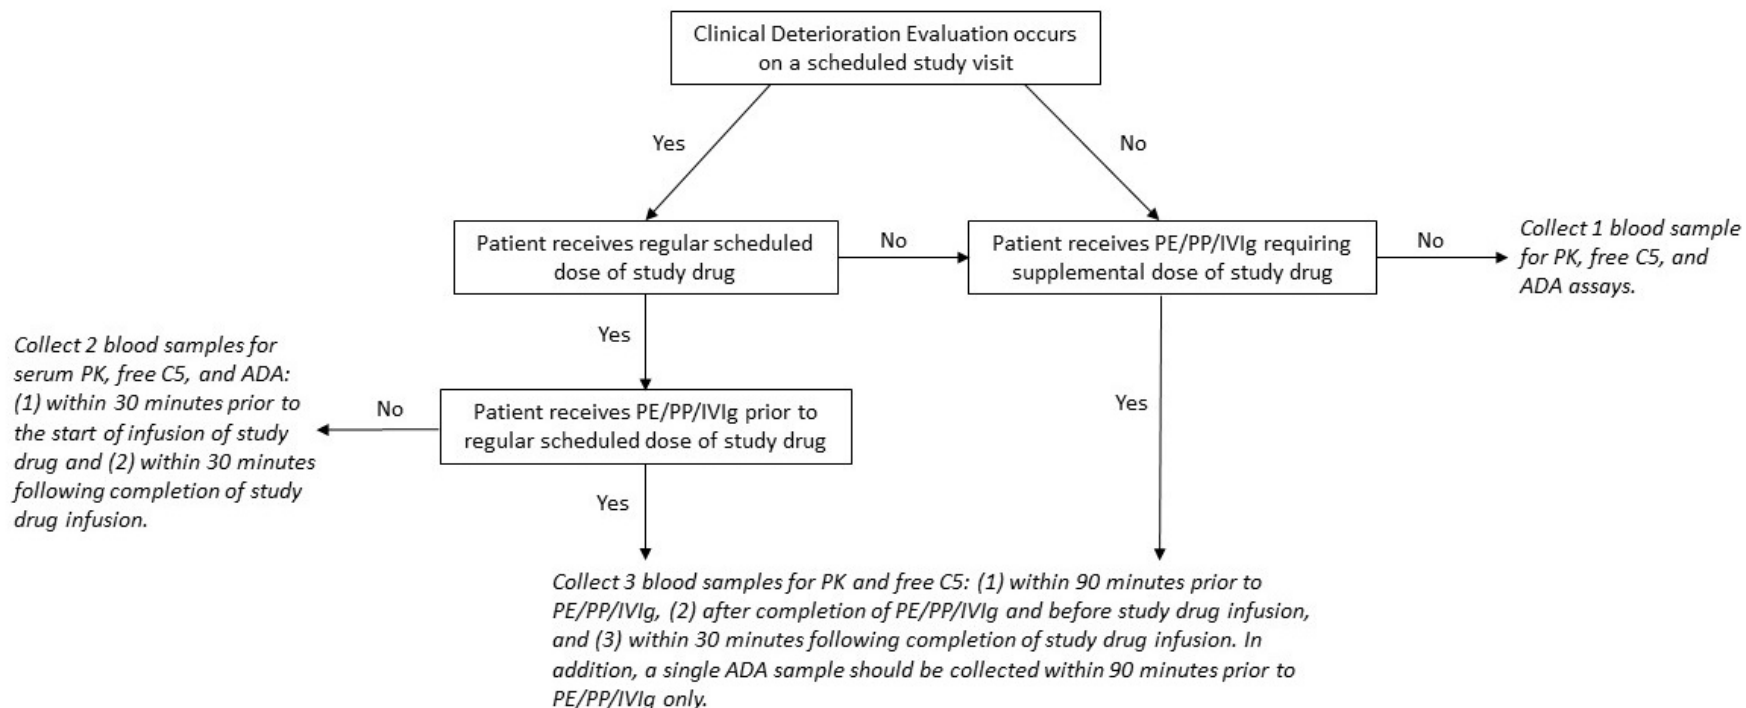 Clinical Deterioration Evaluation occurs
on a scheduled study visit
Yes
No
Patient receives regular scheduled
dose of study drug
No
Patient receives PE/PP/IVIg requiring
supplemental dose of study drug
No
Collect 1 blood sample
for PK, free C5, and
ADA assays.
Yes
Collect 2 blood samples for
serum PK, free C5, and ADA:
(1) within 30 minutes prior to
the start of infusion of study
drug and (2) within 30 minutes
following completion of study
drug infusion.
No
Patient receives PE/PP/IVIg prior to
regular scheduled dose of study drug
Yes
Yes
Collect 3 blood samples for PK and free C5: (1) within 90 minutes prior to
PE/PP/IVIg, (2) after completion of PE/PP/IVIg and before study drug infusion,
and (3) within 30 minutes following completion of study drug infusion. In
addition, a single ADA sample should be collected within 90 minutes prior to
PE/PP/IVIg only.